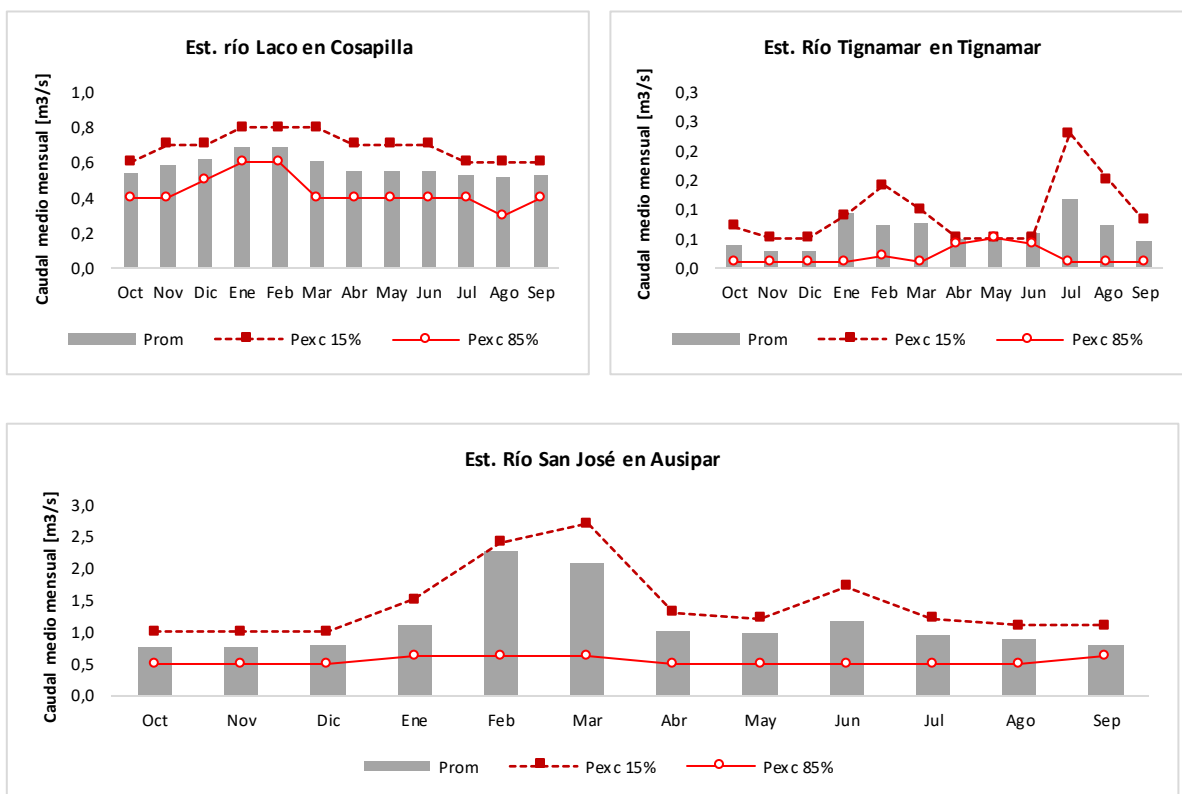 Est. río Laco en Cosapilla
Caudal medio mensual [m3/s]
1,0
0,8
0,6
0,4
0,2
0,0
Oct Nov Dic Ene Feb Mar Abr May Jun Jul Ago Sep
Prom Pexc 15% Pexc 85%
Est. Río Tignamar en Tignamar
Caudal medio mensual [m3/s]
0,3
0,3
0,2
0,2
0,1
0,1
0,0
Oct Nov Dic Ene Feb Mar Abr May Jun Jul Ago Sep
Prom Pexc 15% Pexc 85%
Est. Río San José en Ausipar
Caudal medio mensual [m3/s]
3,0
2,5
2,0
1,5
1,0
0,5
0,0
Oct Nov Dic Ene Feb Mar Abr May Jun Jul Ago Sep
Prom Pexc 15% Pexc 85%